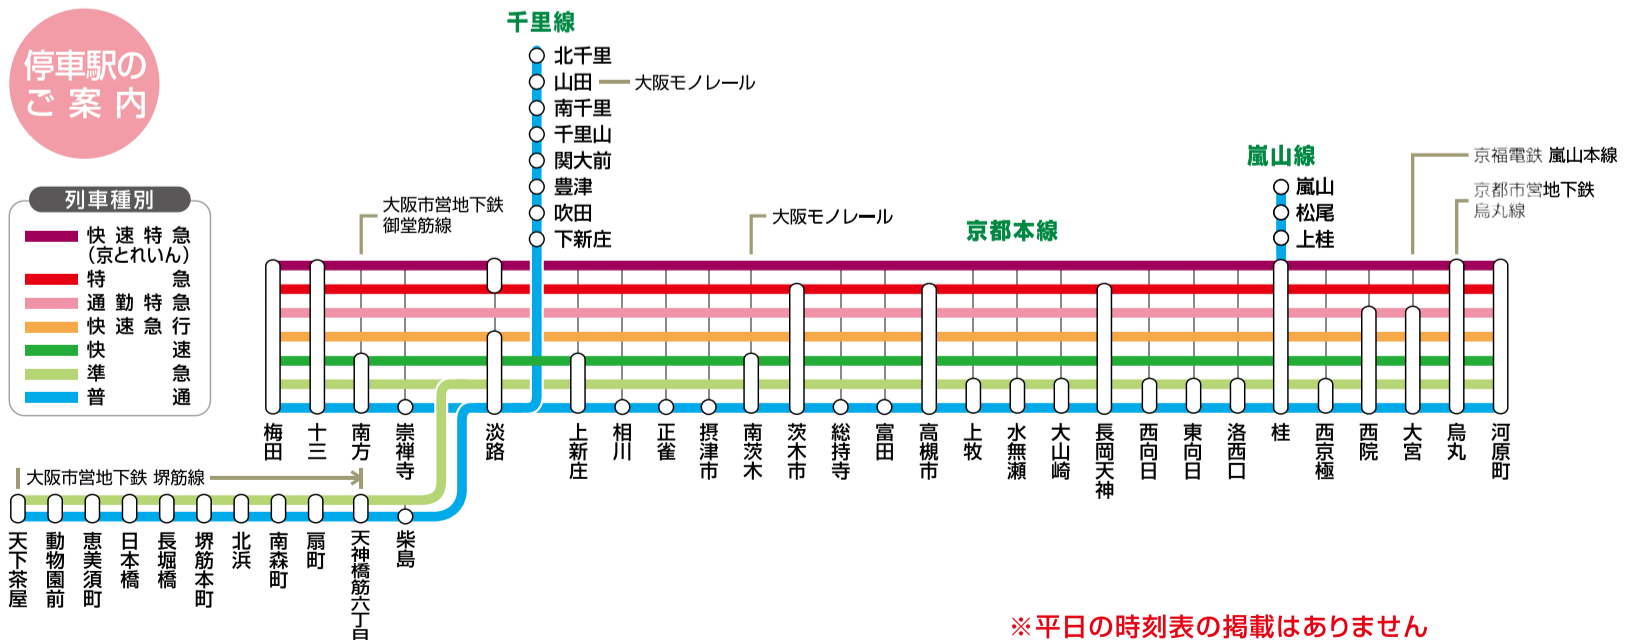 停車駅の
ご案内
列車種別
快速特急
（京とれいん）
特急
通勤特急
快速急行
快速
準急
普通
千里線
北千里
山田
大阪モノレール
南千里
千里山
関大前
豊津
吹田
下新庄
大阪市営地下鉄
御堂筋線
大阪モノレール
京都本線
嵐山線
嵐山
松尾
上桂
京福電鉄 嵐山本線
京都市営地下鉄
烏丸線
梅田
十三
南方
崇禅寺
淡路
上新庄
相川
正雀
摂津市
南茨木
茨木市
総持寺
富田
高槻市
上牧
水無瀬
大山崎
長岡天神
西向日
東向日
洛西口
桂
西京極
西院
大宮
烏丸
河原町
大阪市営地下鉄 堺筋線
天下茶屋
動物園前
恵美須町
日本橋
長堀橋
堺筋本町
北浜
南森町
扇町
天神橋筋六丁目
柴島
※平日の時刻表の掲載はありません